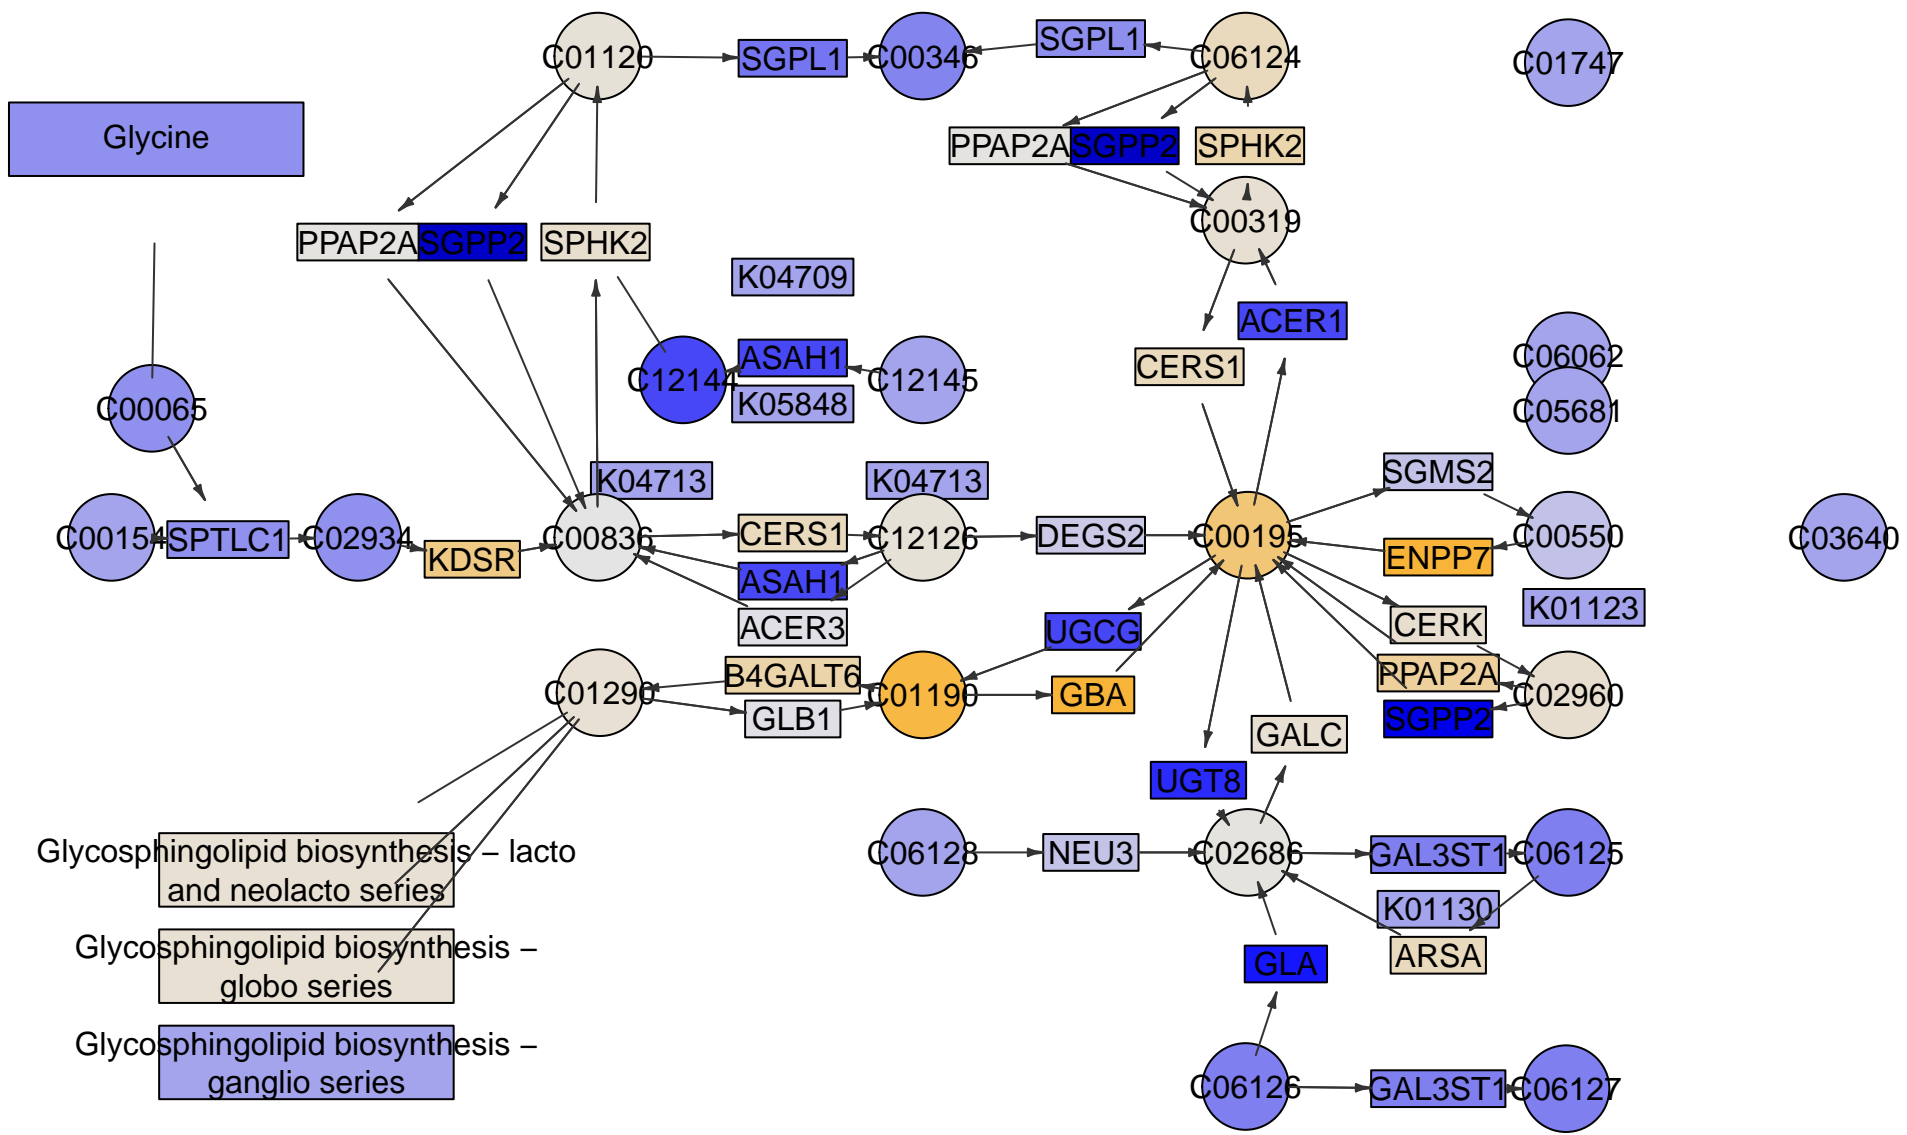 C01120
SGPL1
C00346
SGPL1
C06124
C01747
Glycine
PPAP2A
SGPP2
SPHK2
PPAP2A
SGPP2
SPHK2
C00319
K04709
ACER1
C12144
ASAH1
C12145
K05848
CERS1
C06062
C05681
C00065
K04713
K04713
SGMS2
C00154
SPTLC1
C02934
KDSR
C00836
CERS1
C12126
DEGS2
C00195
ENPP7
C00550
C03640
ASAH1
ACER3
UGCG
CERK
K01123
C01290
B4GALT6
GLB1
C01190
GBA
PPAP2A
SGPP2
C02960
GALC
UGT8
Glycosphingolipid biosynthesis – lacto
and neolacto series
C06128
NEU3
C02686
GAL3ST1
C06125
K01130
ARSA
Glycosphingolipid biosynthesis –
globo series
GLA
Glycosphingolipid biosynthesis –
ganglio series
C06126
GAL3ST1
C06127